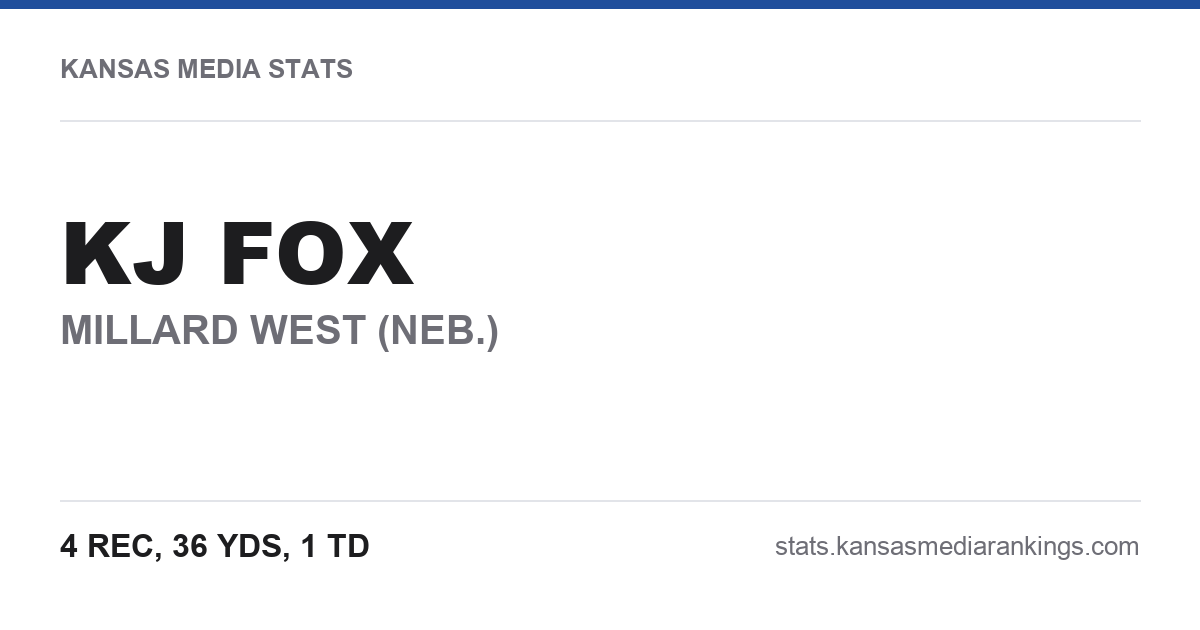 KANSAS MEDIA STATS
KJ FOX
MILLARD WEST (NEB.)
4 REC, 36 YDS, 1 TD
stats.kansasmediarankings.com